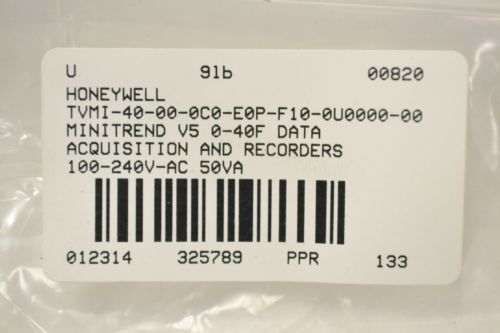 U 9lb 00820
HONEYWELL
TVMI-40-00-0C0-E0P-F10-0U0000-00
MINITREND V5 0-40F DATA
ACQUISITION AND RECORDERS
100-240V-AC 50VA
012314 325789 PPR 133